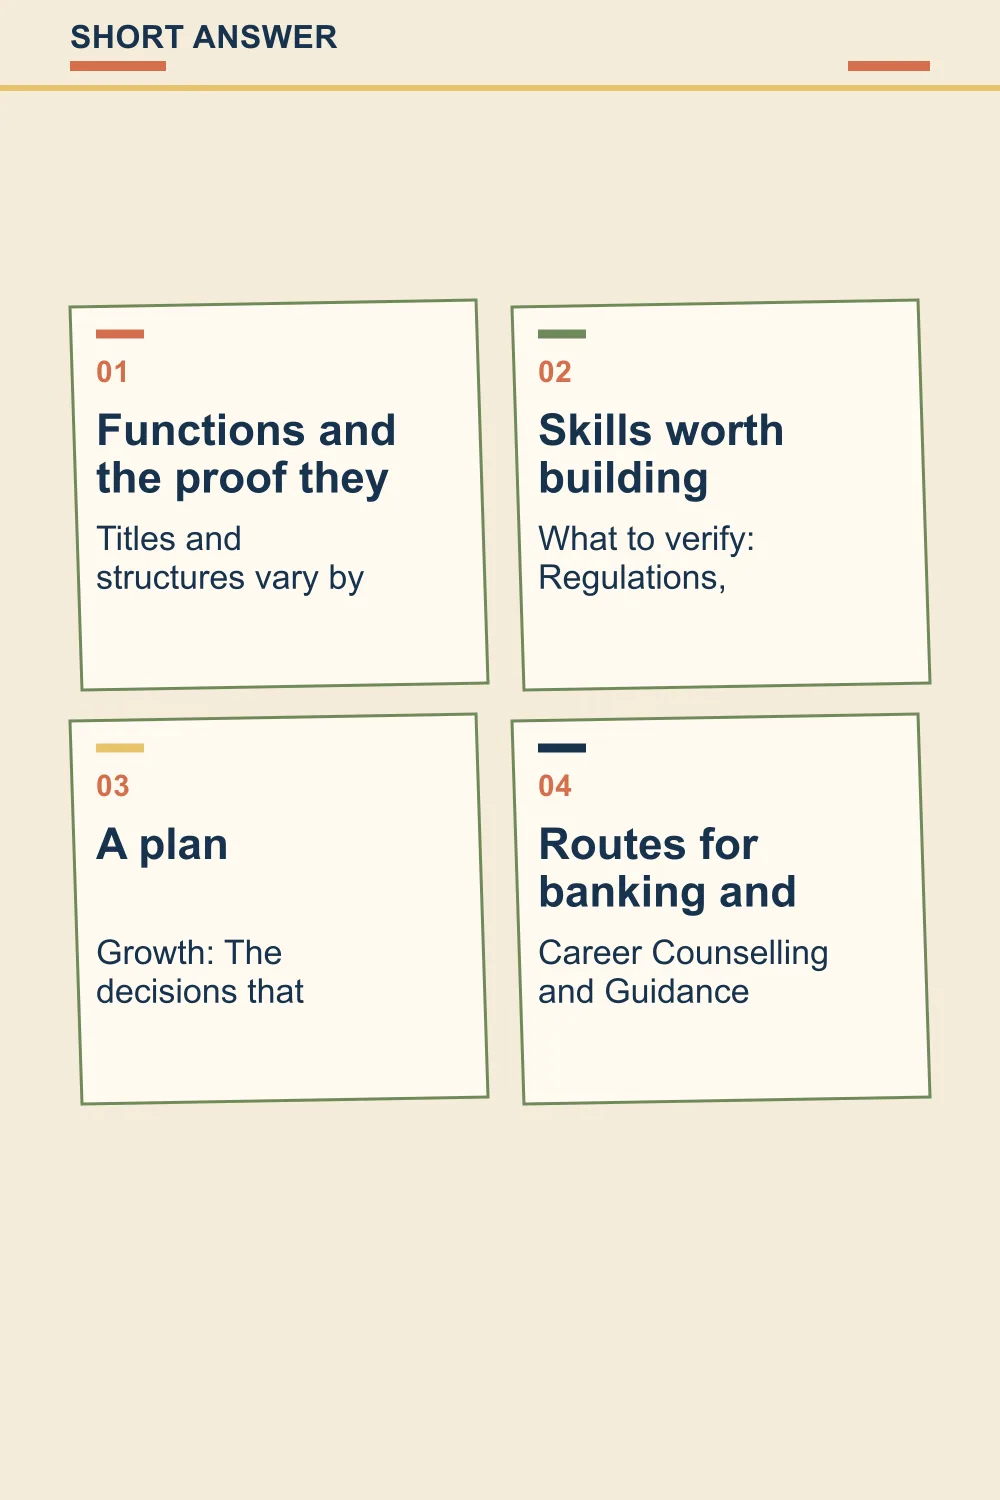 SHORT ANSWER
01
Functions and
the proof they
Titles and
structures vary by
02
Skills worth
building
What to verify:
Regulations,
03
A plan
Growth: The
decisions that
04
Routes for
banking and
Career Counselling
and Guidance